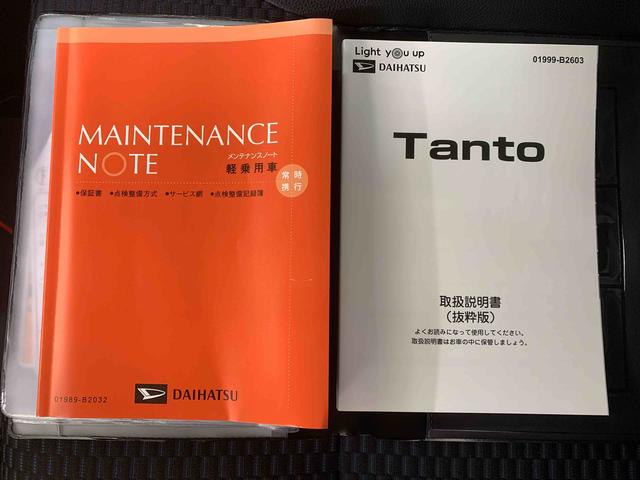 MAINTENANCE
NOTE
メンテナンスノート
軽乗用車
常時
携行
●保証書 ●点検整備方式 ●サービス網 ●点検整備記録簿
01989-B2032
DAIHATSU
Light you up
DAIHATSU
01999-B2603
Tanto
取扱説明書
（抜粋版）
よくお読みになって使用してください。
取扱説明書はお車の中に保管しましょう。